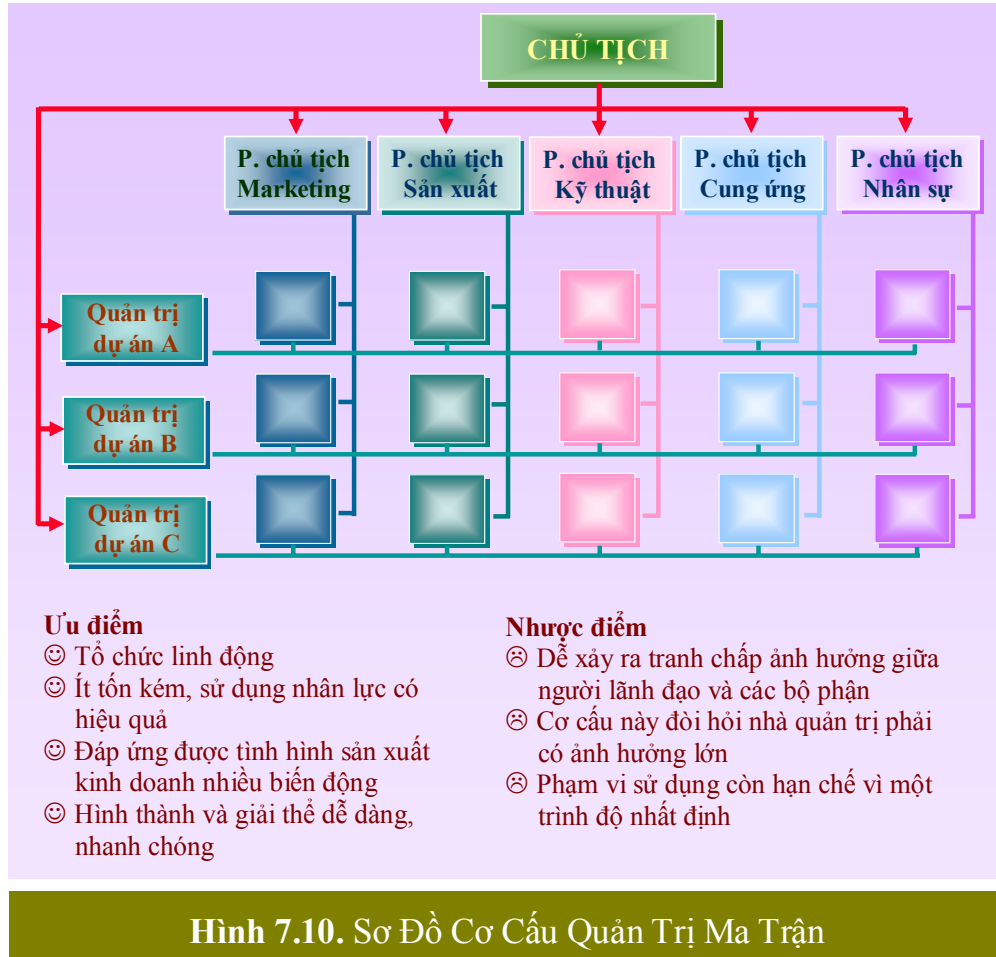 CHỦ TỊCH
P. chủ tịch
Marketing
P. chủ tịch
Sản xuất
P. chủ tịch
Kỹ thuật
P. chủ tịch
Cung ứng
P. chủ tịch
Nhân sự
Quản trị
dự án A
Quản trị
dự án B
Quản trị
dự án C
Ưu điểm
☺ Tổ chức linh động
☺ Ít tốn kém, sử dụng nhân lực có
hiệu quả
☺ Đáp ứng được tình hình sản xuất
kinh doanh nhiều biến động
☺ Hình thành và giải thể dễ dàng,
nhanh chóng
Nhược điểm
☹ Dễ xảy ra tranh chấp ảnh hưởng giữa
người lãnh đạo và các bộ phận
☹ Cơ cấu này đòi hỏi nhà quản trị phải
có ảnh hưởng lớn
☹ Phạm vi sử dụng còn hạn chế vì một
trình độ nhất định
Hình 7.10. Sơ Đồ Cơ Cấu Quản Trị Ma Trận